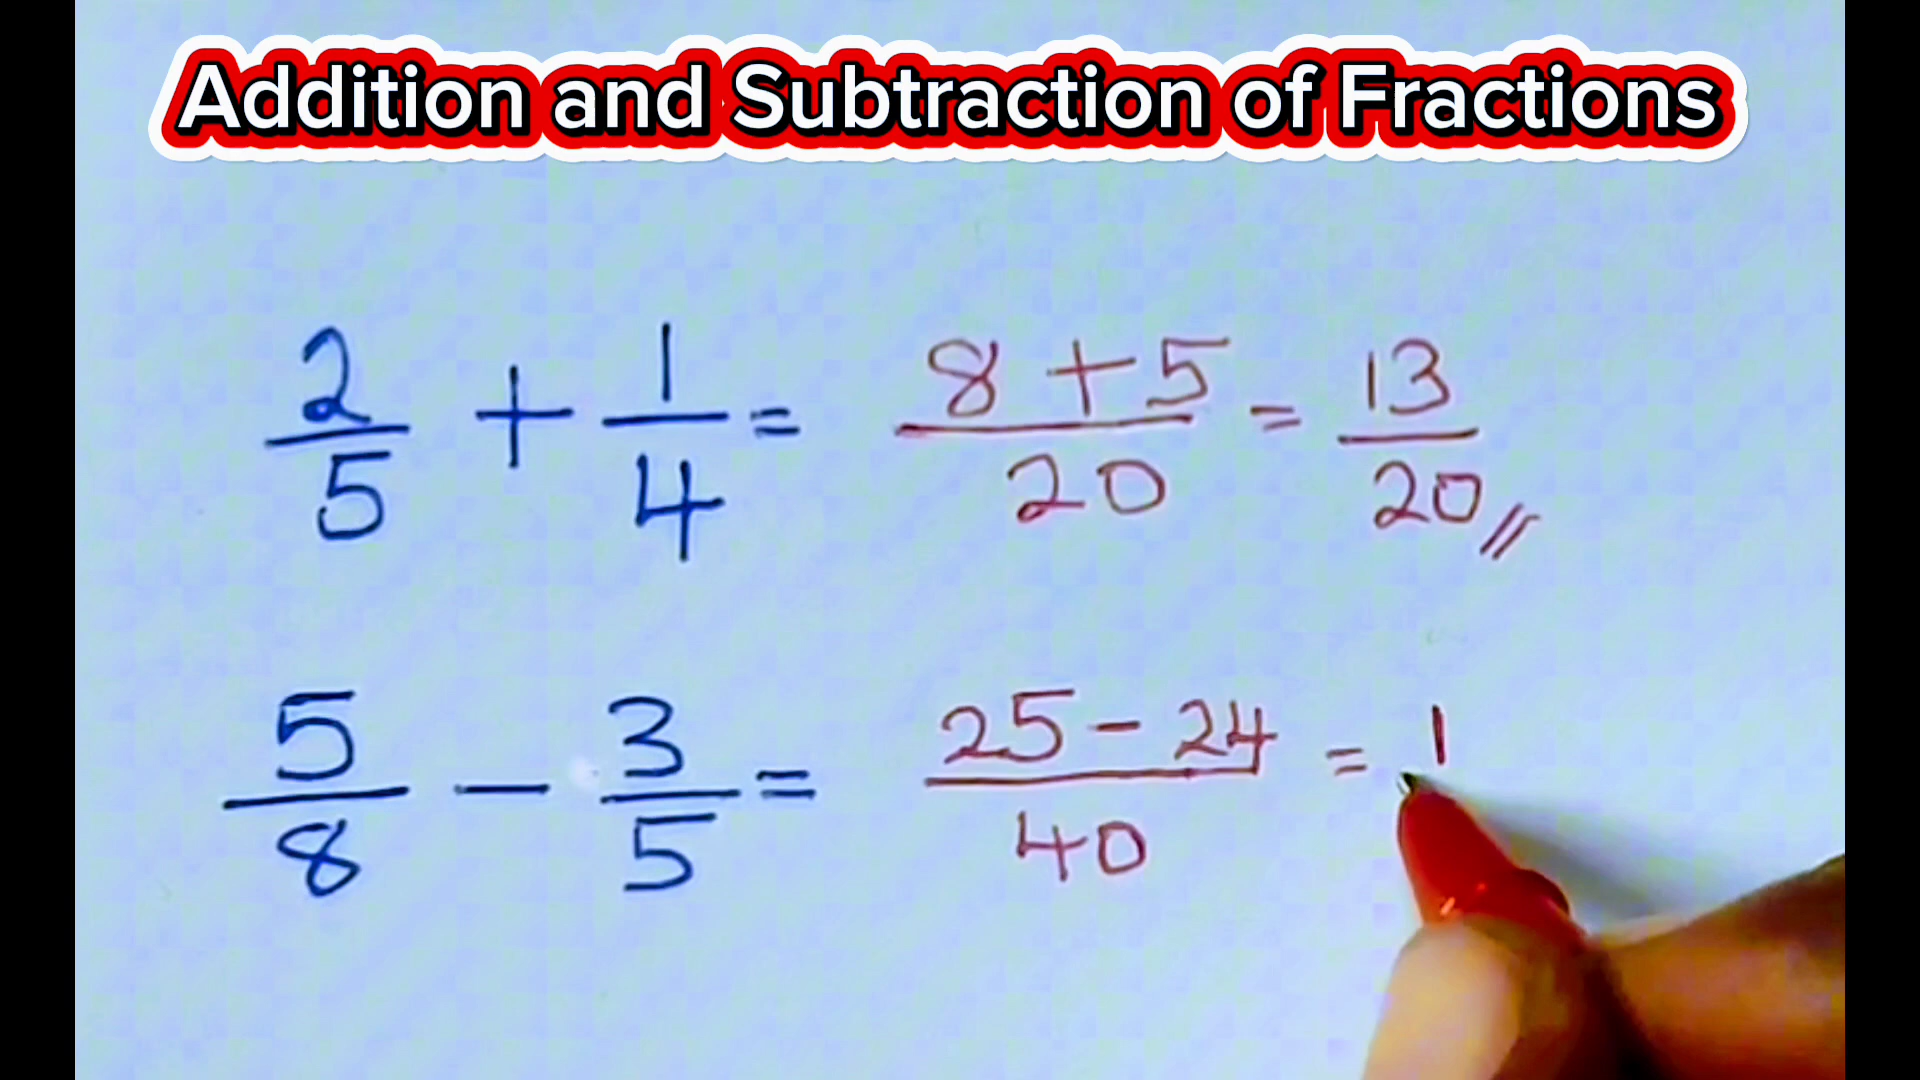 Addition and Subtraction of Fractions
2/5 + 1/4 = 8 + 5/20 = 13/20 //
5/8 - 3/5 = 25 - 24/40 = 1